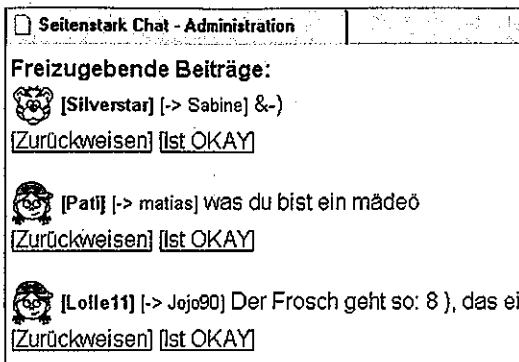 Seitenstark Chat - Administration
Freizugebende Beiträge:
[Silverstar] [-> Sabine] &-)
[Zurückweisen] [Ist OKAY]
[Pati] [-> matias] was du bist ein mädeö
[Zurückweisen] [Ist OKAY]
[Lolle11] [-> Jojo90] Der Frosch geht so: 8 ), das ei
[Zurückweisen] [Ist OKAY]